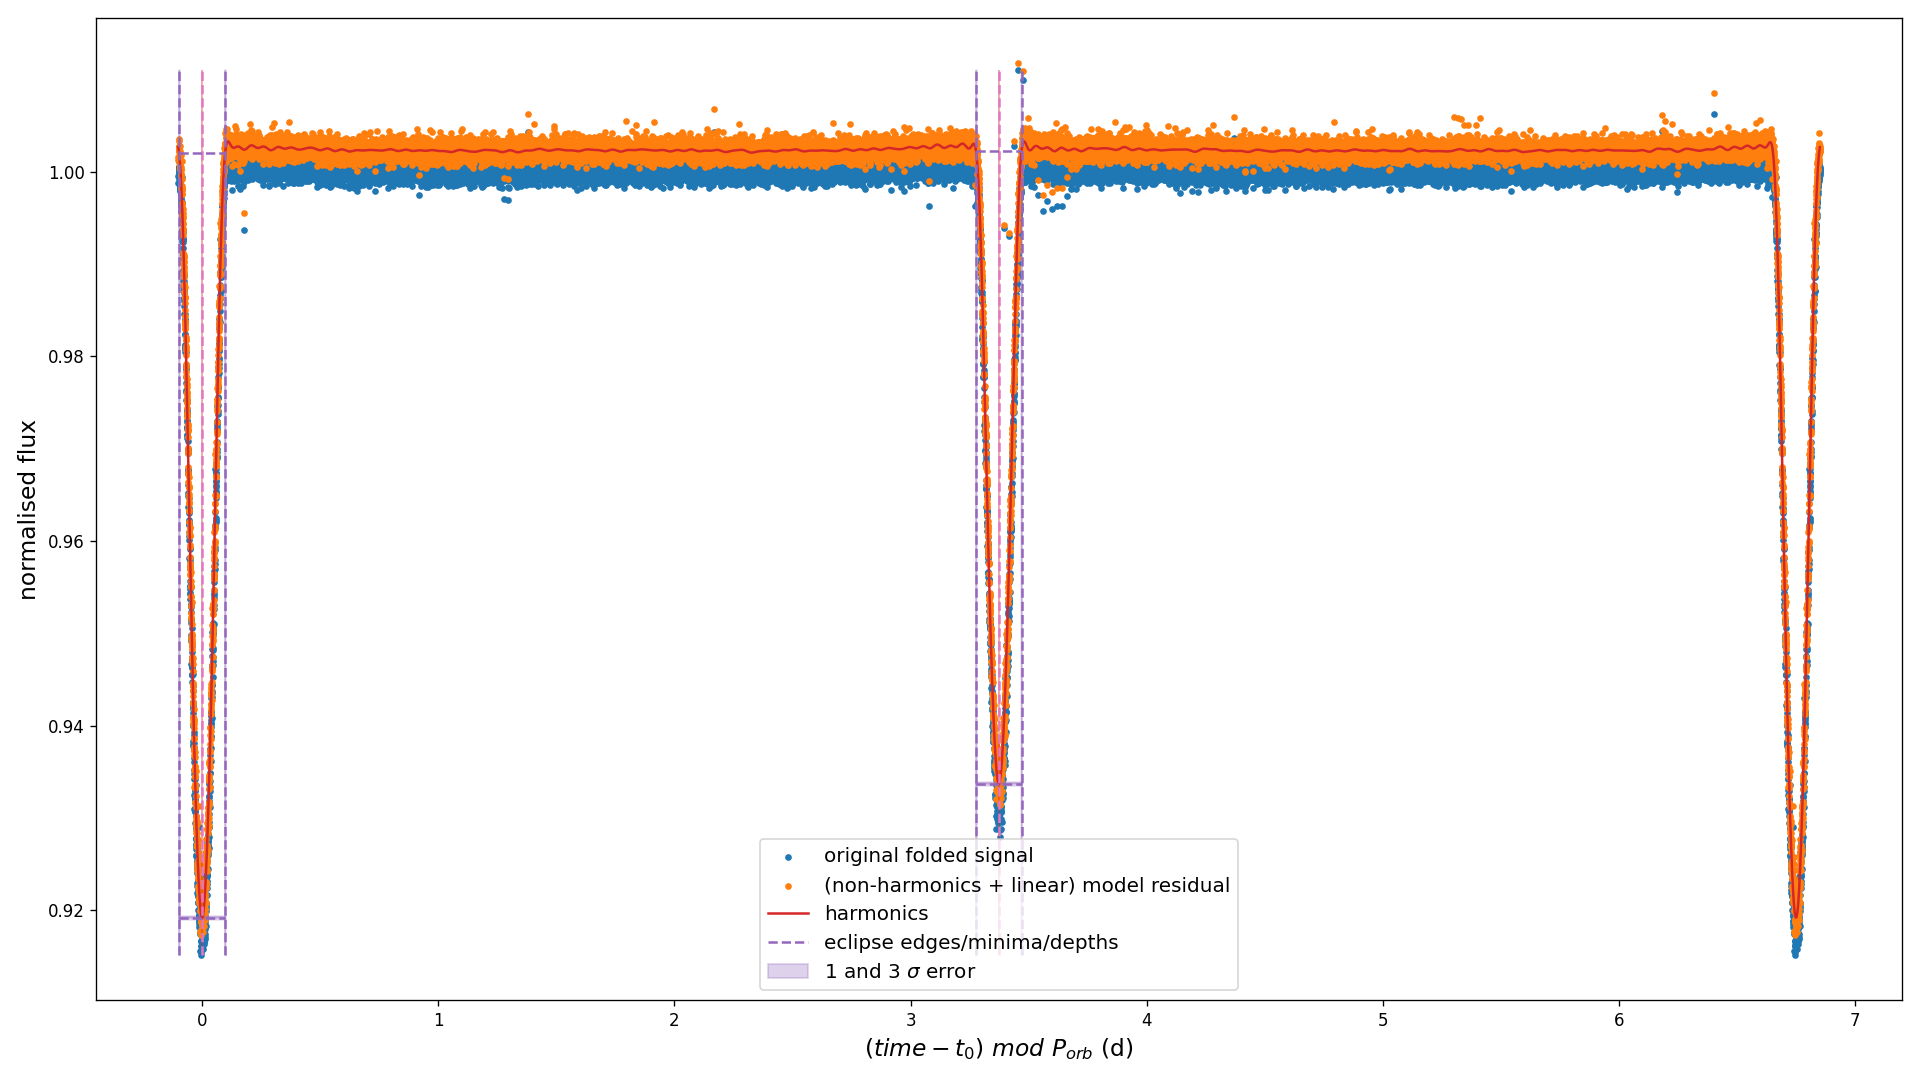 normalised flux
1.00
0.98
0.96
0.94
0.92
original folded signal
(non-harmonics + linear) model residual
harmonics
eclipse edges/minima/depths
1 and 3 σ error
0 1 2 3 4 5 6 7
(time − t₀) mod Pₒᵣb (d)